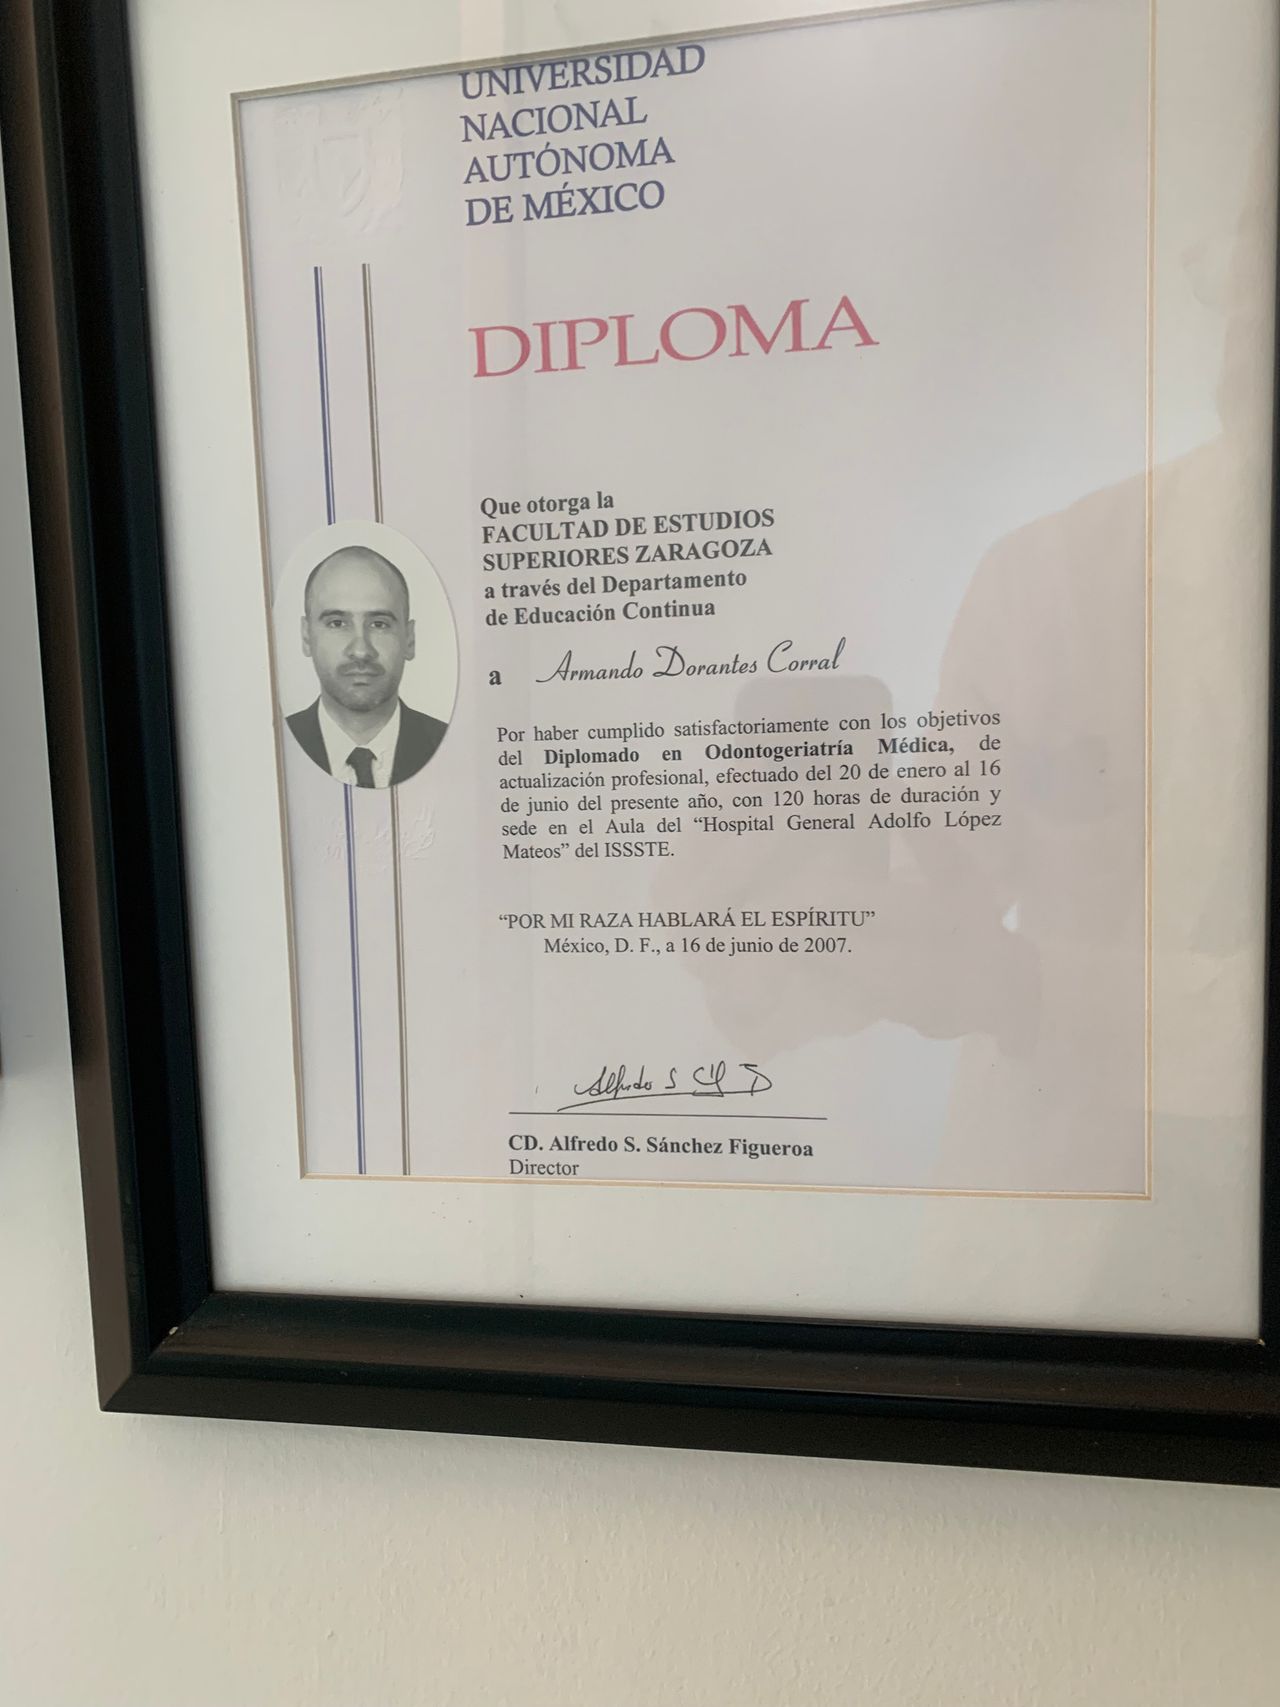 UNIVERSIDAD
NACIONAL
AUTÓNOMA
DE MÉXICO
DIPLOMA
Que otorga la
FACULTAD DE ESTUDIOS
SUPERIORES ZARAGOZA
a través del Departamento
de Educación Continua
a Armando Dorantes Corral
Por haber cumplido satisfactoriamente con los objetivos
del Diplomado en Odontogeriatría Médica, de
actualización profesional, efectuado del 20 de enero al 16
de junio del presente año, con 120 horas de duración y
sede en el Aula del “Hospital General Adolfo López
Mateos” del ISSSTE.
“POR MI RAZA HABLARÁ EL ESPÍRITU”
México, D. F., a 16 de junio de 2007.
Alfredo S
CD. Alfredo S. Sánchez Figueroa
Director